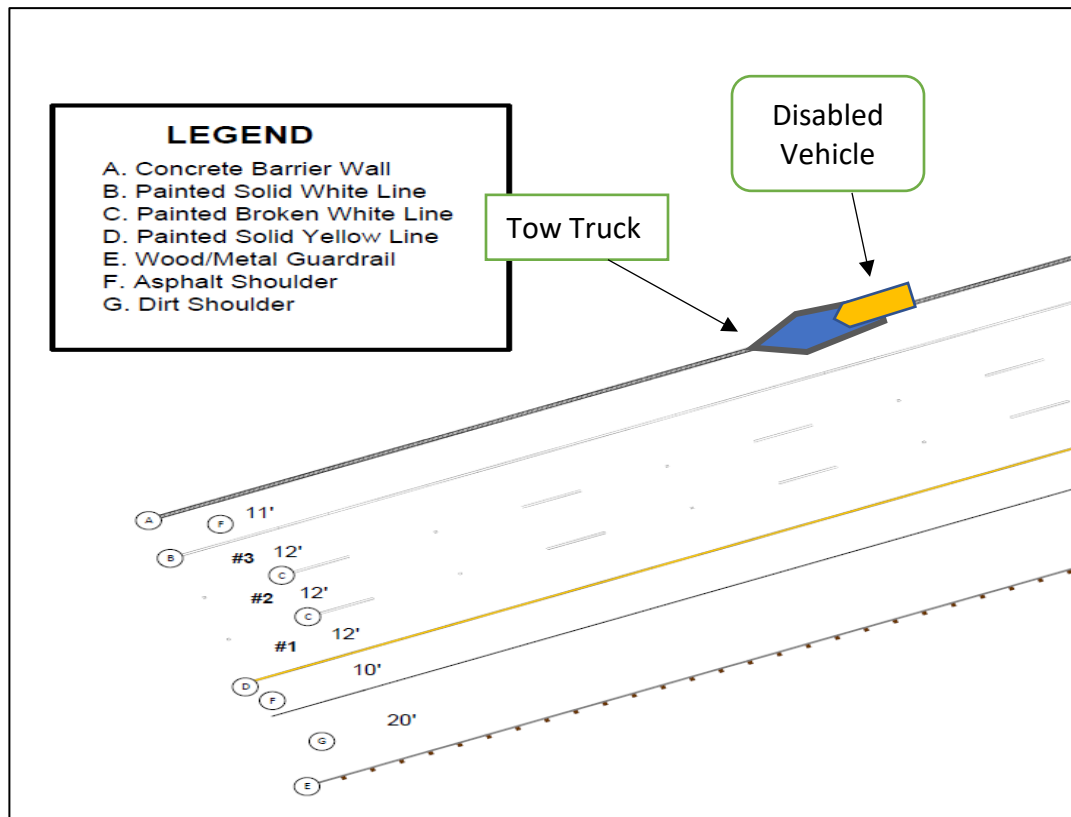 LEGEND
A. Concrete Barrier Wall
B. Painted Solid White Line
C. Painted Broken White Line
D. Painted Solid Yellow Line
E. Wood/Metal Guardrail
F. Asphalt Shoulder
G. Dirt Shoulder
Disabled
Vehicle
Tow Truck
A
F 11'
B
#3 12'
C
#2 12'
C
#1 12'
D
F 10'
G 20'
E